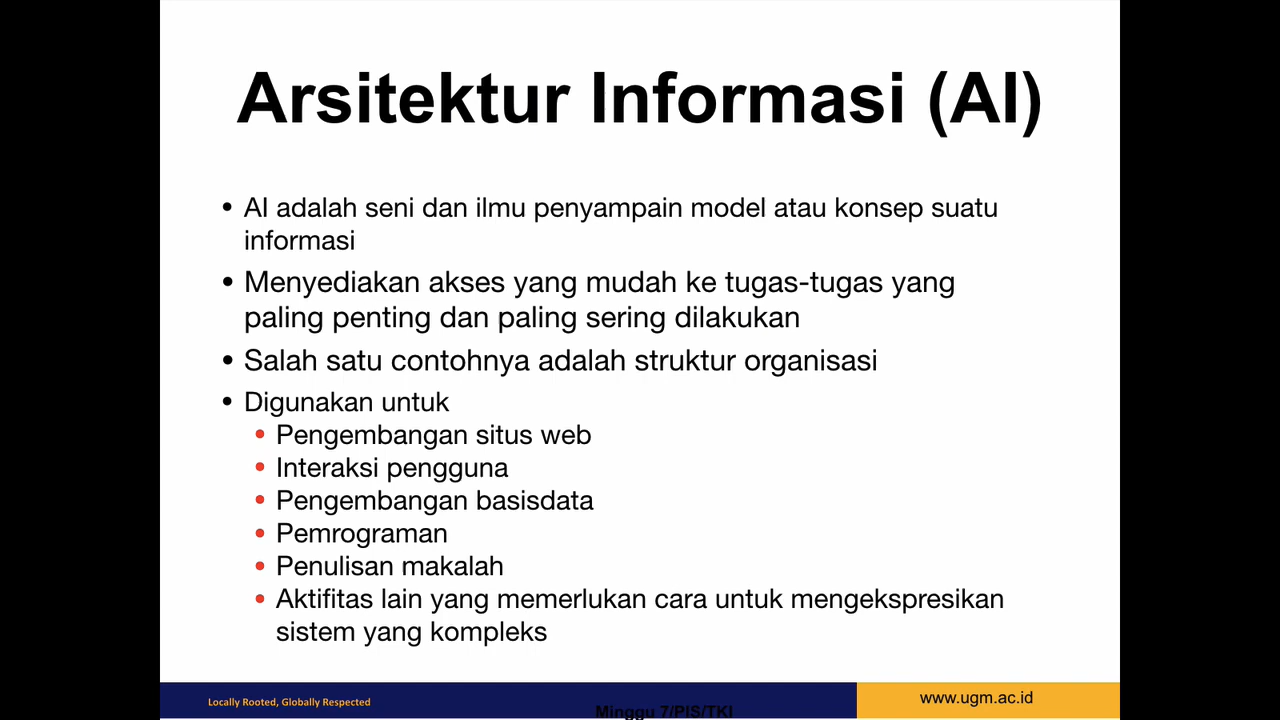 Arsitektur Informasi (AI)
• AI adalah seni dan ilmu penyampain model atau konsep suatu
informasi
• Menyediakan akses yang mudah ke tugas-tugas yang
paling penting dan paling sering dilakukan
• Salah satu contohnya adalah struktur organisasi
• Digunakan untuk
• Pengembangan situs web
• Interaksi pengguna
• Pengembangan basisdata
• Pemrograman
• Penulisan makalah
• Aktifitas lain yang memerlukan cara untuk mengekspresikan
sistem yang kompleks
Locally Rooted, Globally Respected
Minggu 7/PIS/TKI
www.ugm.ac.id